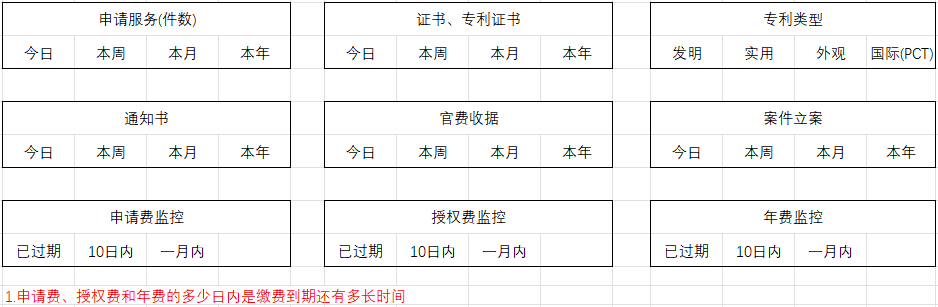 申请服务(件数) 证书、专利证书 专利类型
今日 本周 本月 本年 今日 本周 本月 本年 发明 实用 外观 国际(PCT)
通知书 官费收据 案件立案
今日 本周 本月 本年 今日 本周 本月 本年 今日 本周 本月 本年
申请费监控 授权费监控 年费监控
已过期 10日内 一月内 已过期 10日内 一月内 已过期 10日内 一月内
1.申请费、授权费和年费的多少日内是缴费到期还有多长时间